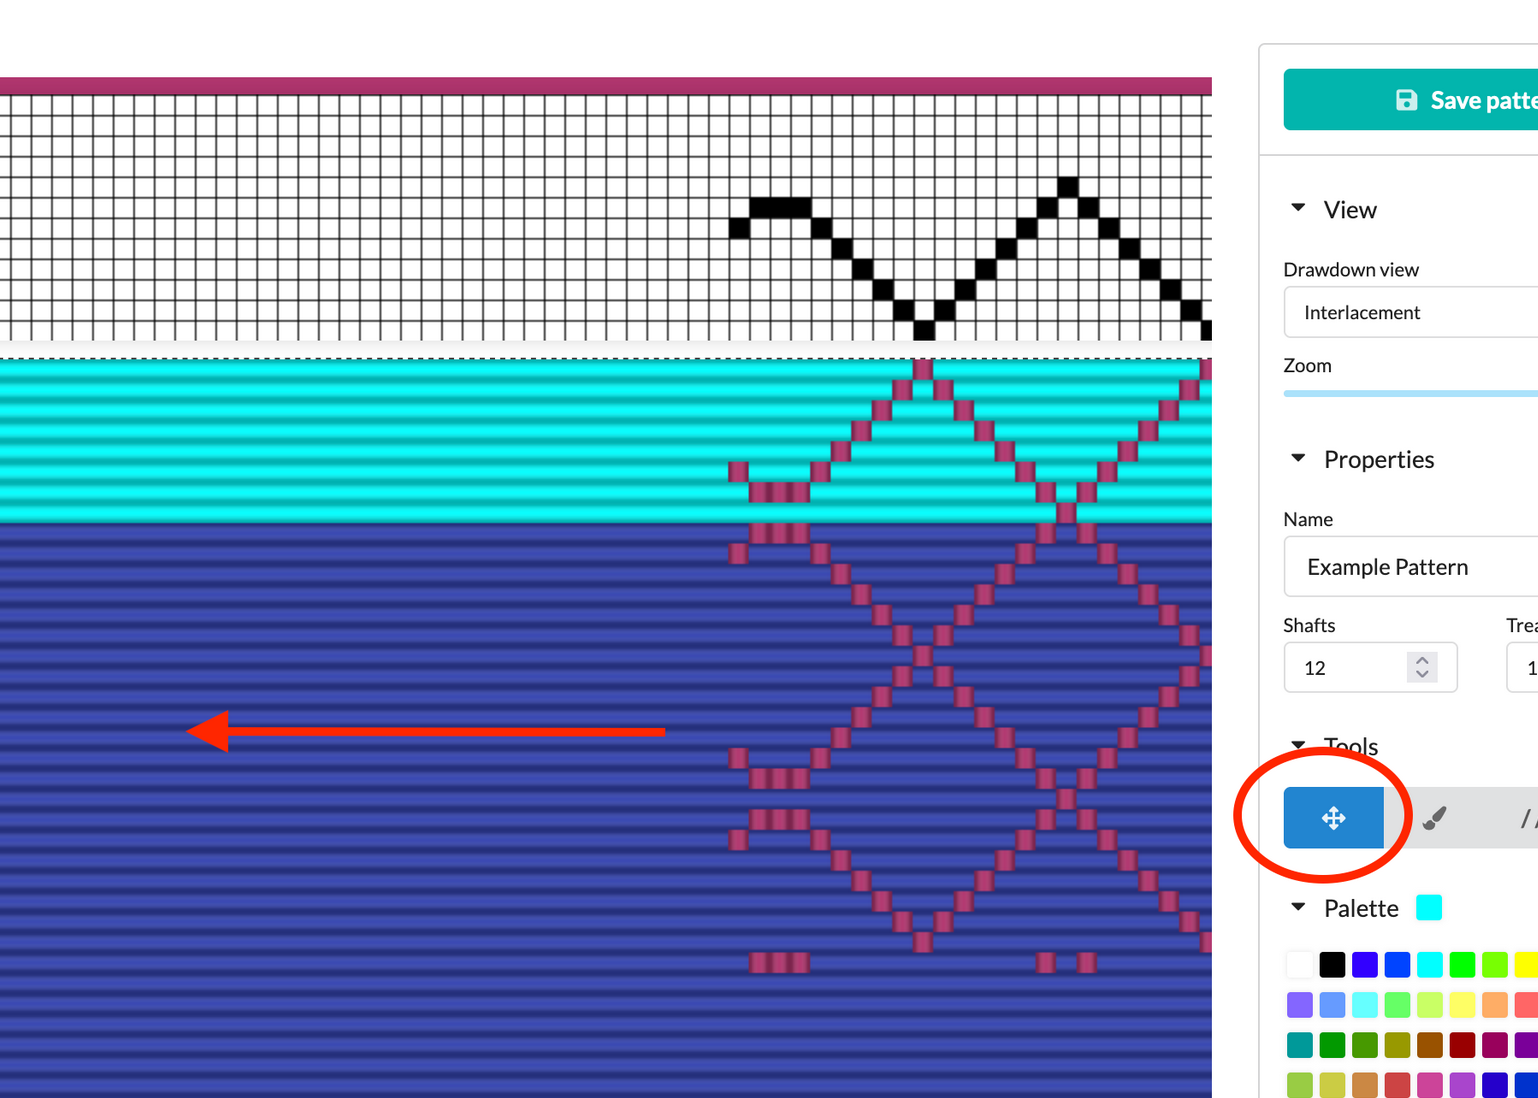 Save patte
View
Drawdown view
Interlacement
Zoom
Properties
Name
Example Pattern
Shafts
Trea
12
1
Tools
Palette